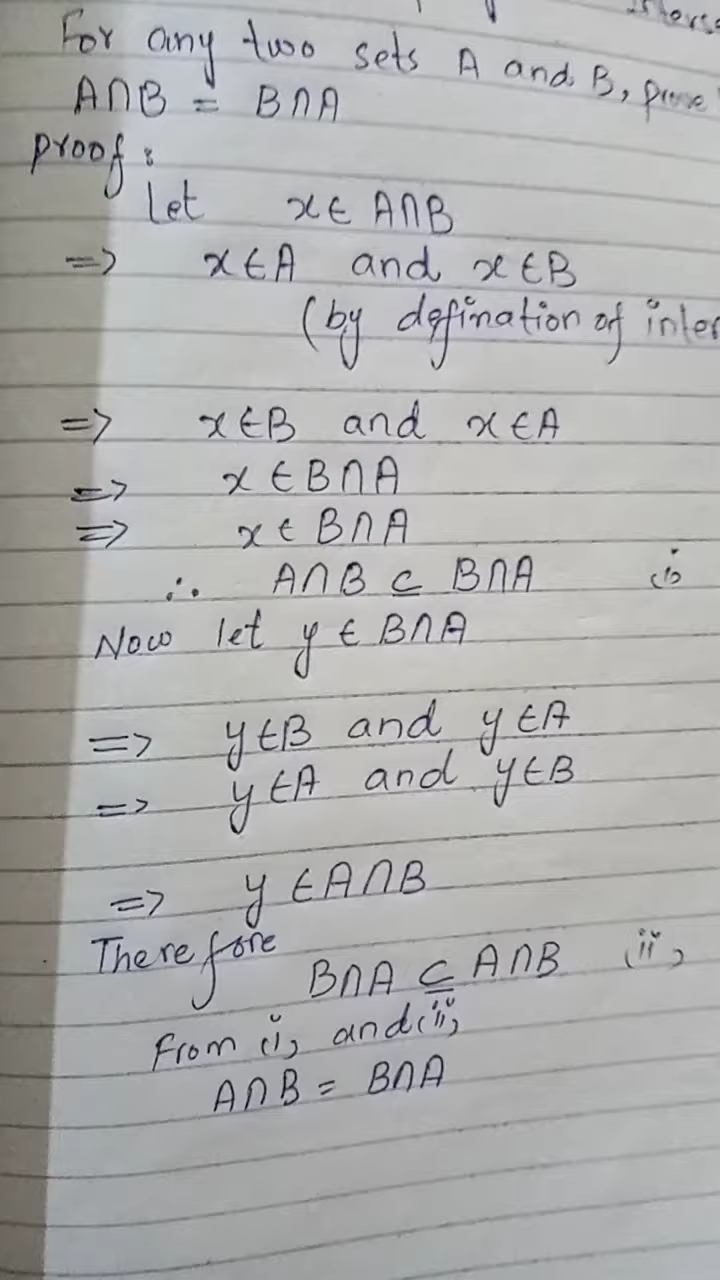 For any two sets A and B, prove
A∩B = B∩A
proof:
Let x∈ A∩B
=> x∈A and x∈B
(by defination of inter
=> x∈B and x∈A
=> x∈B∩A
=> x∈ B∩A
∴ A∩B ⊆ B∩A (i)
Now let y ∈ B∩A
=> y∈B and y∈A
=> y∈A and y∈B
=> y ∈A∩B
Therefore
B∩A ⊆ A∩B (ii)
From (i) and (ii)
A∩B = B∩A